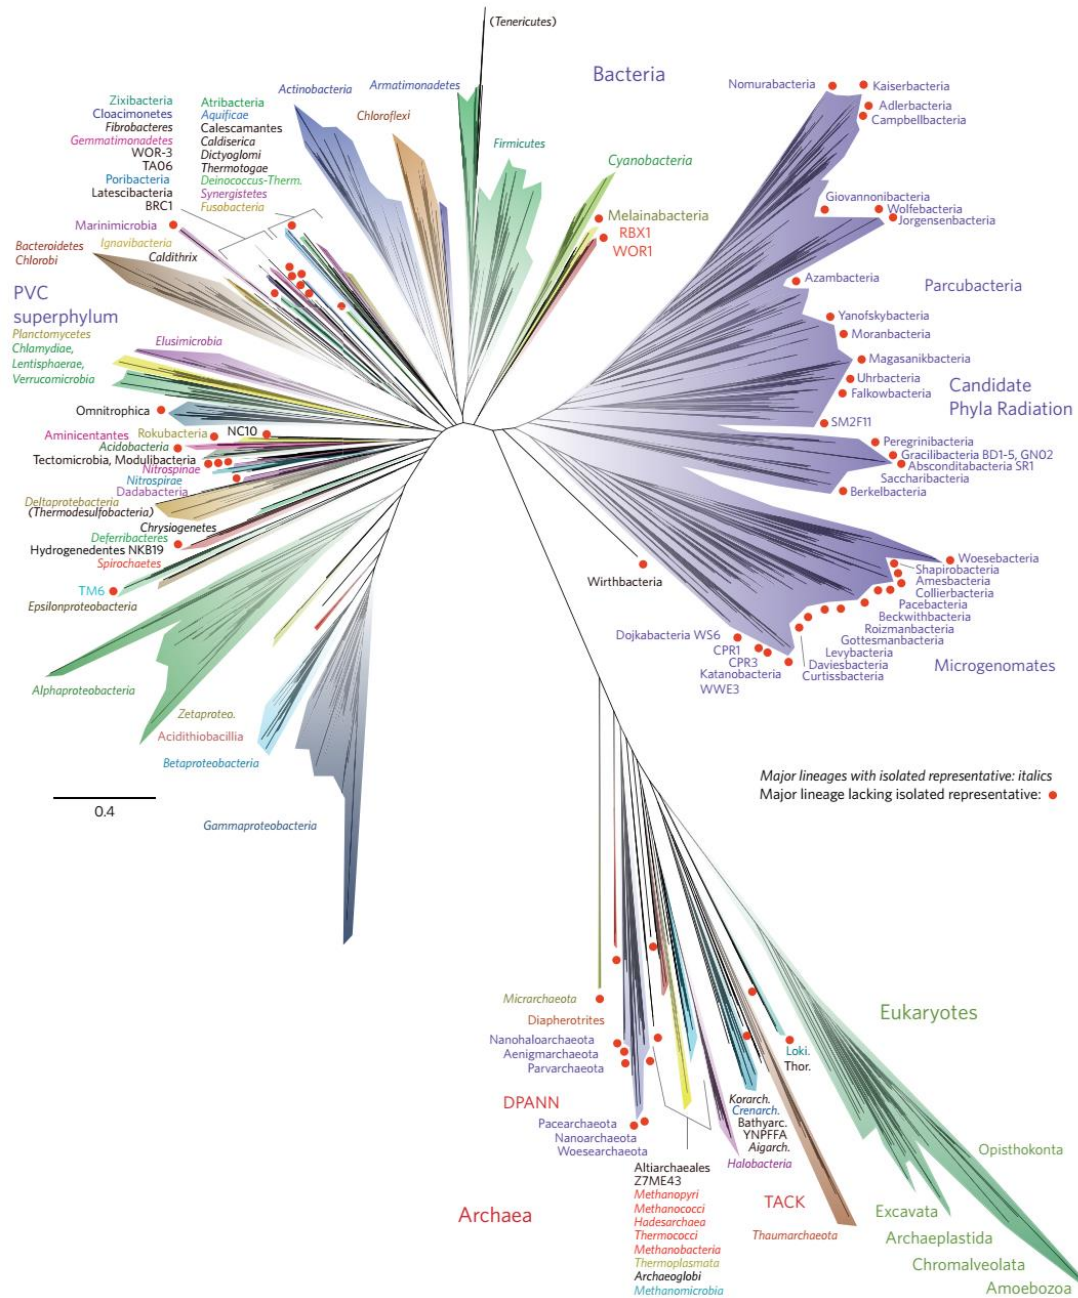 (Tenericutes)
Bacteria
Armatimonadetes
Actinobacteria
Chloroflexi
Firmicutes
Cyanobacteria
Melainabacteria
RBX1
WOR1
Zixibacteria
Cloacimonetes
Fibrobacteres
Gemmatimonadetes
WOR-3
TA06
Poribacteria
Latescibacteria
BRC1
Atribacteria
Aquificae
Calescamantes
Caldiserica
Dictyoglomi
Thermotogae
Deinococcus-Therm.
Synergistetes
Fusobacteria
Marinimicrobia
Ignavibacteria
Bacteroidetes
Chlorobi
Caldithrix
PVC
superphylum
Planctomycetes
Chlamydiae,
Lentisphaerae,
Verrucomicrobia
Elusimicrobia
Omnitrophica
Aminicentantes
Rokubacteria
NC10
Acidobacteria
Tectomicrobia, Modulibacteria
Nitrospinae
Nitrospirae
Dadabacteria
Deltaprotebacteria
(Thermodesulfobacteria)
Chrysiogenetes
Deferribacteres
Hydrogenedentes NKB19
Spirochaetes
TM6
Epsilonproteobacteria
Alphaproteobacteria
Zetaproteo.
Acidithiobacillia
Betaproteobacteria
Gammaproteobacteria
0.4
Nomurabacteria
Kaiserbacteria
Adlerbacteria
Campbellbacteria
Giovannonibacteria
Wolfebacteria
Jorgensenbacteria
Azambacteria
Parcubacteria
Yanofskybacteria
Moranbacteria
Magasanikbacteria
Uhrbacteria
Falkowbacteria
Candidate
Phyla Radiation
SM2F11
Peregrinibacteria
Gracilibacteria BD1-5, GN02
Absconditabacteria SR1
Saccharibacteria
Berkelbacteria
Woesebacteria
Shapirobacteria
Amesbacteria
Collierbacteria
Pacebacteria
Beckwithbacteria
Roizmanbacteria
Gottesmanbacteria
Levybacteria
Daviesbacteria
Curtissbacteria
Microgenomates
Wirthbacteria
Dojkabacteria WS6
CPR1
CPR3
Katanobacteria
WWE3
Major lineages with isolated representative: italics
Major lineage lacking isolated representative:
Micrarchaeota
Diapherotrites
Nanohaloarchaeota
Aenigmarchaeota
Parvarchaeota
DPANN
Pacearchaeota
Nanoarchaeota
Woesearchaeota
Archaea
Altiarchaeales
Z7ME43
Methanopyri
Methanococci
Hadesarchaea
Thermococci
Methanobacteria
Thermoplasmata
Archaeoglobi
Methanomicrobia
Halobacteria
Korarch.
Crenarch.
Bathyarc.
YNPFFA
Aigarch.
TACK
Thaumarchaeota
Loki.
Thor.
Eukaryotes
Opisthokonta
Excavata
Archaeplastida
Chromalveolata
Amoebozoa